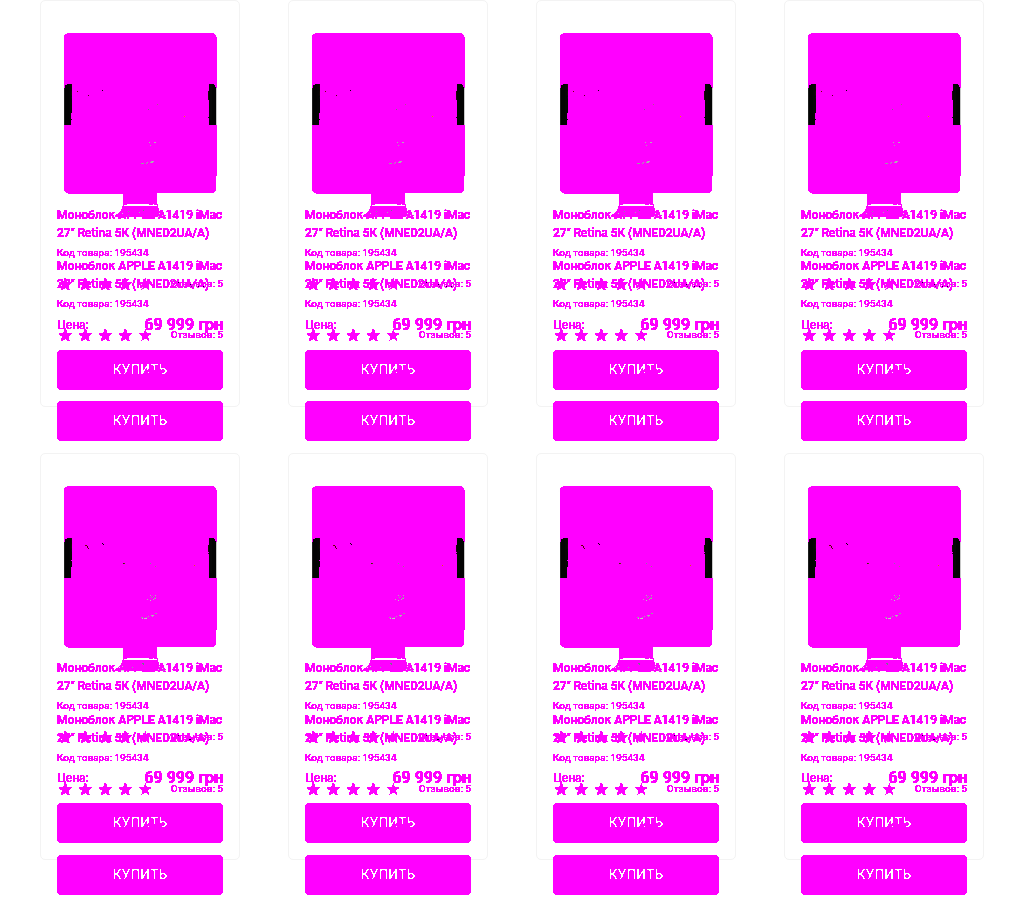 Моноблок APPLE A1419 iMac Моноблок APPLE A1419 iMac Моноблок APPLE A1419 iMac Моноблок APPLE A1419 iMac
27" Retina 5K (MNED2UA/A) 27" Retina 5K (MNED2UA/A) 27" Retina 5K (MNED2UA/A) 27" Retina 5K (MNED2UA/A)
Код товара: 195434 Код товара: 195434 Код товара: 195434 Код товара: 195434
Моноблок APPLE A1419 iMac Моноблок APPLE A1419 iMac Моноблок APPLE A1419 iMac Моноблок APPLE A1419 iMac
27" Retina 5K (MNED2UA/A) Отзывов: 5 27" Retina 5K (MNED2UA/A) Отзывов: 5 27" Retina 5K (MNED2UA/A) Отзывов: 5 27" Retina 5K (MNED2UA/A) Отзывов: 5
Код товара: 195434 Код товара: 195434 Код товара: 195434 Код товара: 195434
Цена: 69 999 грн Цена: 69 999 грн Цена: 69 999 грн Цена: 69 999 грн
Отзывов: 5 Отзывов: 5 Отзывов: 5 Отзывов: 5
КУПИТЬ КУПИТЬ КУПИТЬ КУПИТЬ
КУПИТЬ КУПИТЬ КУПИТЬ КУПИТЬ
Моноблок APPLE A1419 iMac Моноблок APPLE A1419 iMac Моноблок APPLE A1419 iMac Моноблок APPLE A1419 iMac
27" Retina 5K (MNED2UA/A) 27" Retina 5K (MNED2UA/A) 27" Retina 5K (MNED2UA/A) 27" Retina 5K (MNED2UA/A)
Код товара: 195434 Код товара: 195434 Код товара: 195434 Код товара: 195434
Моноблок APPLE A1419 iMac Моноблок APPLE A1419 iMac Моноблок APPLE A1419 iMac Моноблок APPLE A1419 iMac
27" Retina 5K (MNED2UA/A) Отзывов: 5 27" Retina 5K (MNED2UA/A) Отзывов: 5 27" Retina 5K (MNED2UA/A) Отзывов: 5 27" Retina 5K (MNED2UA/A) Отзывов: 5
Код товара: 195434 Код товара: 195434 Код товара: 195434 Код товара: 195434
Цена: 69 999 грн Цена: 69 999 грн Цена: 69 999 грн Цена: 69 999 грн
Отзывов: 5 Отзывов: 5 Отзывов: 5 Отзывов: 5
КУПИТЬ КУПИТЬ КУПИТЬ КУПИТЬ
КУПИТЬ КУПИТЬ КУПИТЬ КУПИТЬ